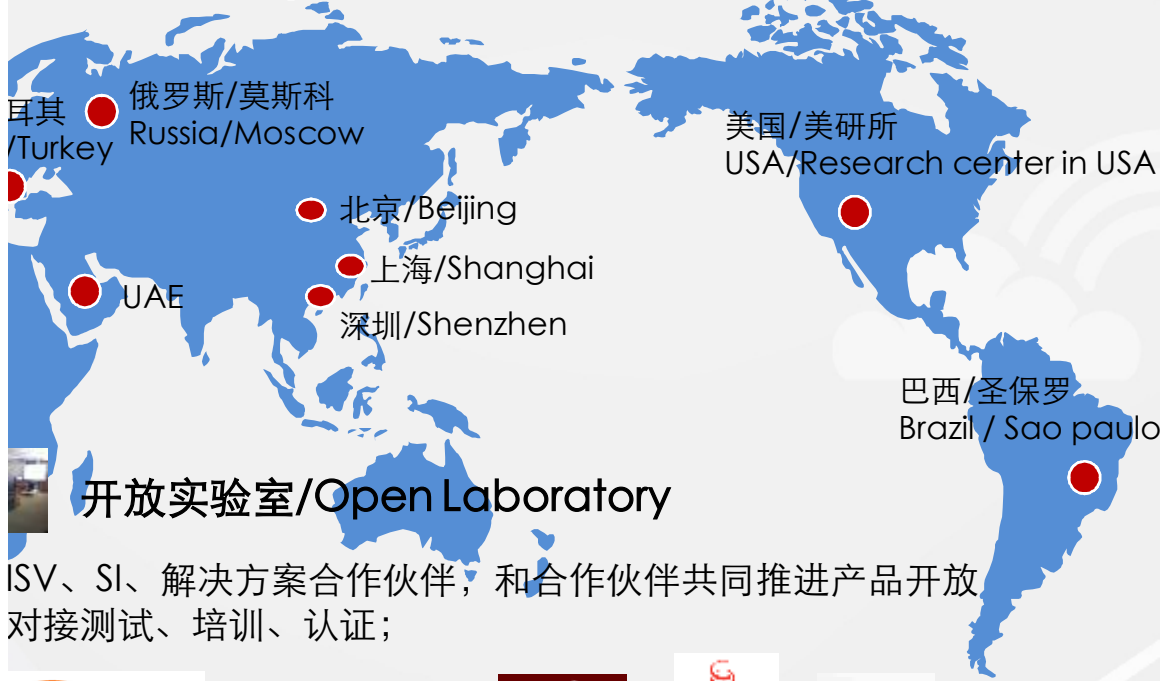 俄罗斯/莫斯科
Russia/Moscow
耳其
/Turkey
美国/美研所
USA/Research center in USA
北京/Beijing
上海/Shanghai
UAE
深圳/Shenzhen
巴西/圣保罗
Brazil / Sao paulo
开放实验室/Open Laboratory
ISV、SI、解决方案合作伙伴，和合作伙伴共同推进产品开放
对接测试、培训、认证；